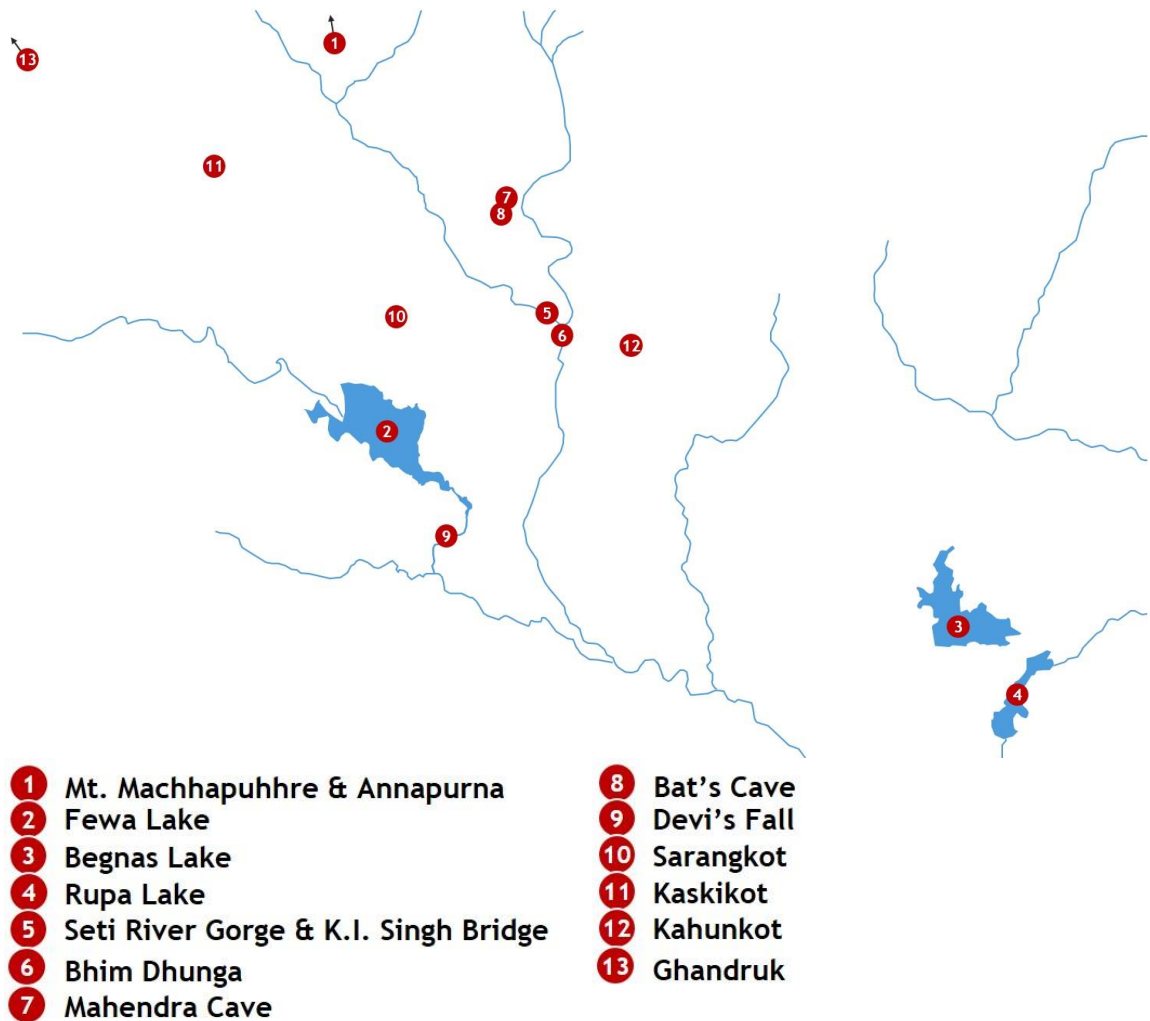 1
13
11
7
8
5
10
6
12
2
9
3
4
1 Mt. Machhapuhhre & Annapurna
2 Fewa Lake
3 Begnas Lake
4 Rupa Lake
5 Seti River Gorge & K.I. Singh Bridge
6 Bhim Dhunga
7 Mahendra Cave
8 Bat's Cave
9 Devi's Fall
10 Sarangkot
11 Kaskikot
12 Kahunkot
13 Ghandruk